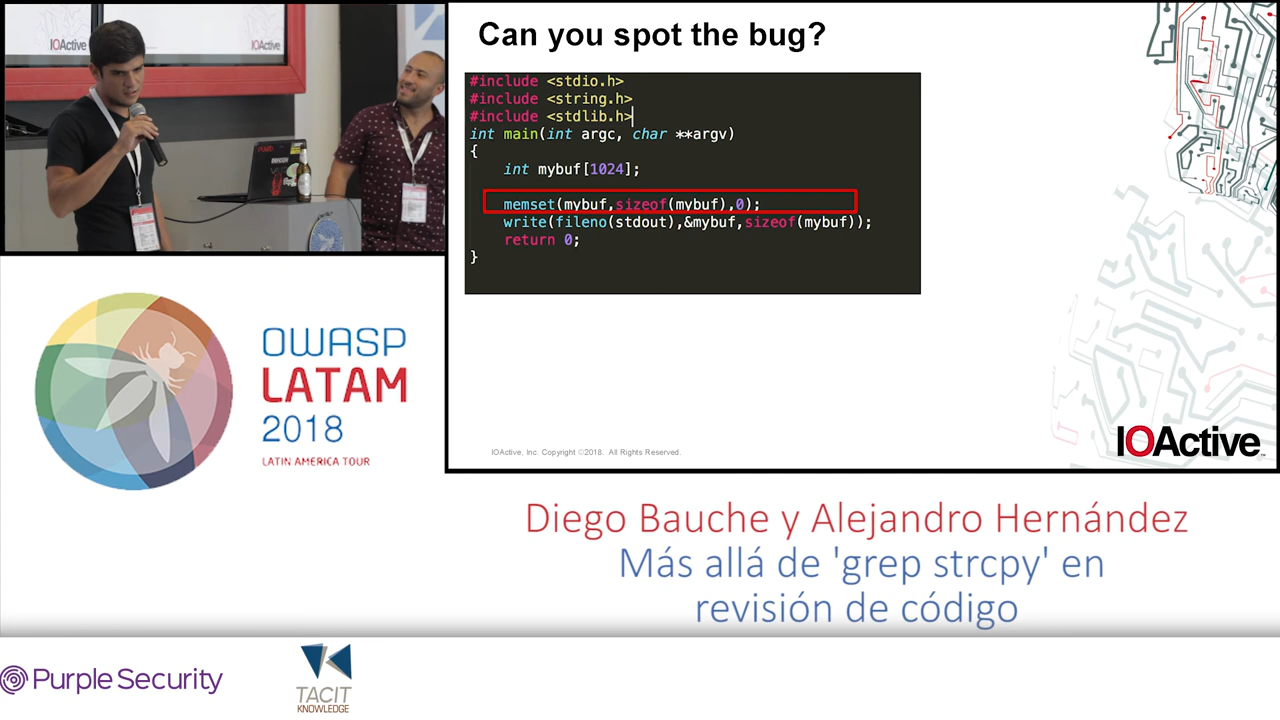 IOActive
IOActive
Can you spot the bug?
#include <stdio.h>
#include <string.h>
#include <stdlib.h>
int main(int argc, char **argv)
{
int mybuf[1024];
memset(mybuf,sizeof(mybuf),0);
write(fileno(stdout),&mybuf,sizeof(mybuf));
return 0;
}
IOActive, Inc. Copyright ©2018. All Rights Reserved.
IOActive
OWASP
LATAM
2018
LATIN AMERICA TOUR
Diego Bauche y Alejandro Hernández
Más allá de 'grep strcpy' en
revisión de código
Purple Security
TACIT
KNOWLEDGE